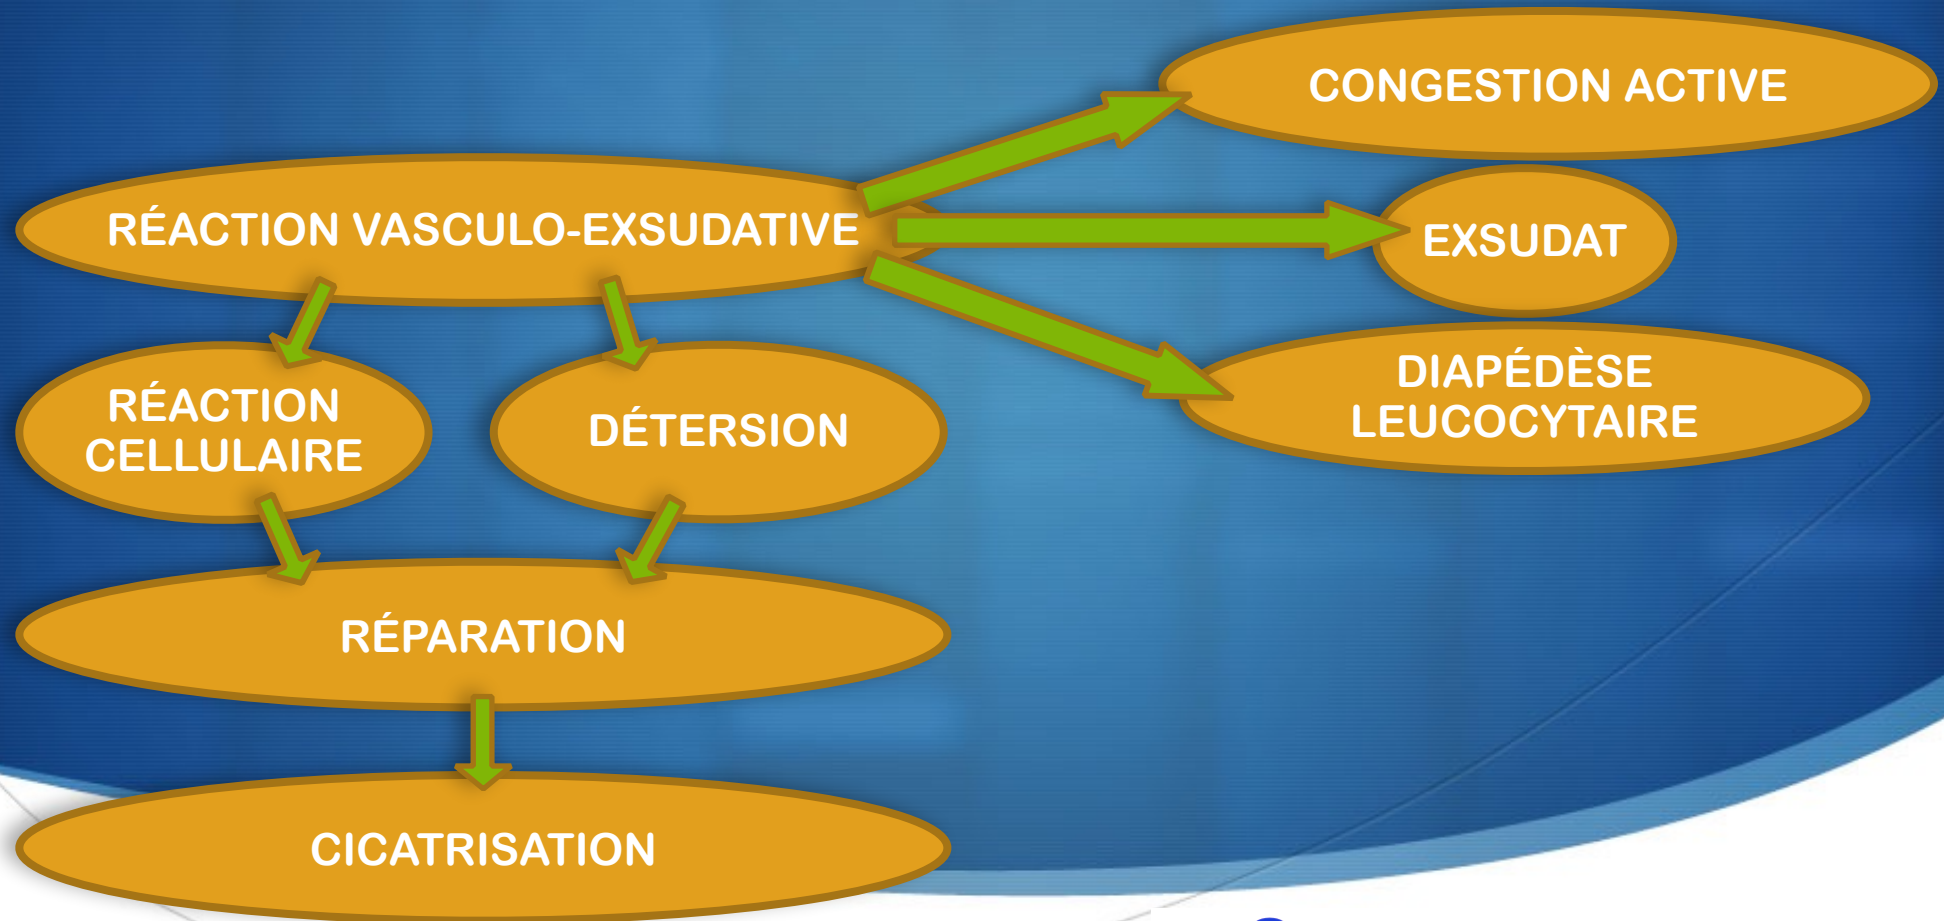 CONGESTION ACTIVE
RÉACTION VASCULO-EXSUDATIVE
EXSUDAT
DIAPÉDÈSE
LEUCOCYTAIRE
RÉACTION
CELLULAIRE
DÉTERSION
RÉPARATION
CICATRISATION